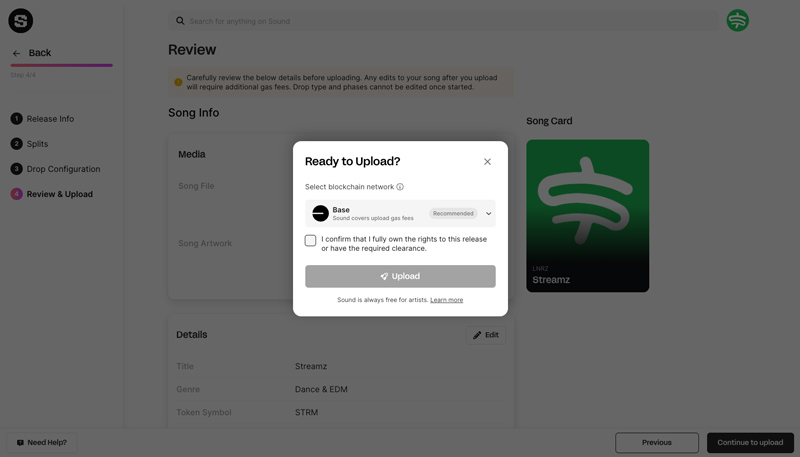 S
Search for anything on Sound
Back
Step 4/4
1 Release Info
2 Splits
3 Drop Configuration
4 Review & Upload
Review
Carefully review the below details before uploading. Any edits to your song after you upload
will require additional gas fees. Drop type and phases cannot be edited once started.
Song Info
Media
Song File
Song Artwork
Song Card
LNRZ
Streamz
Ready to Upload?
Select blockchain network
Base
Sound covers upload gas fees
Recommended
I confirm that I fully own the rights to this release
or have the required clearance.
Upload
Sound is always free for artists. Learn more
Details
Edit
Title Streamz
Genre Dance & EDM
Token Symbol STRM
Need Help?
Previous
Continue to upload